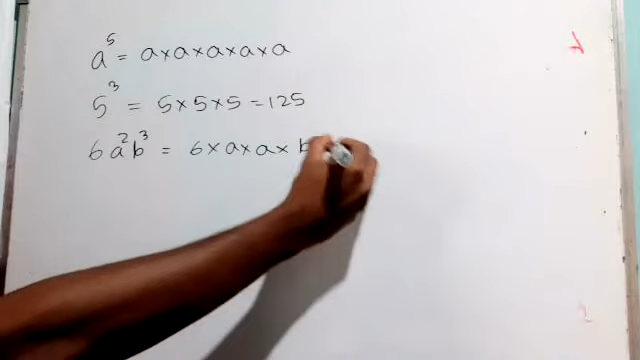 a⁵ = a×a×a×a×a
5³ = 5×5×5 = 125
6a²b³ = 6×a×a×b